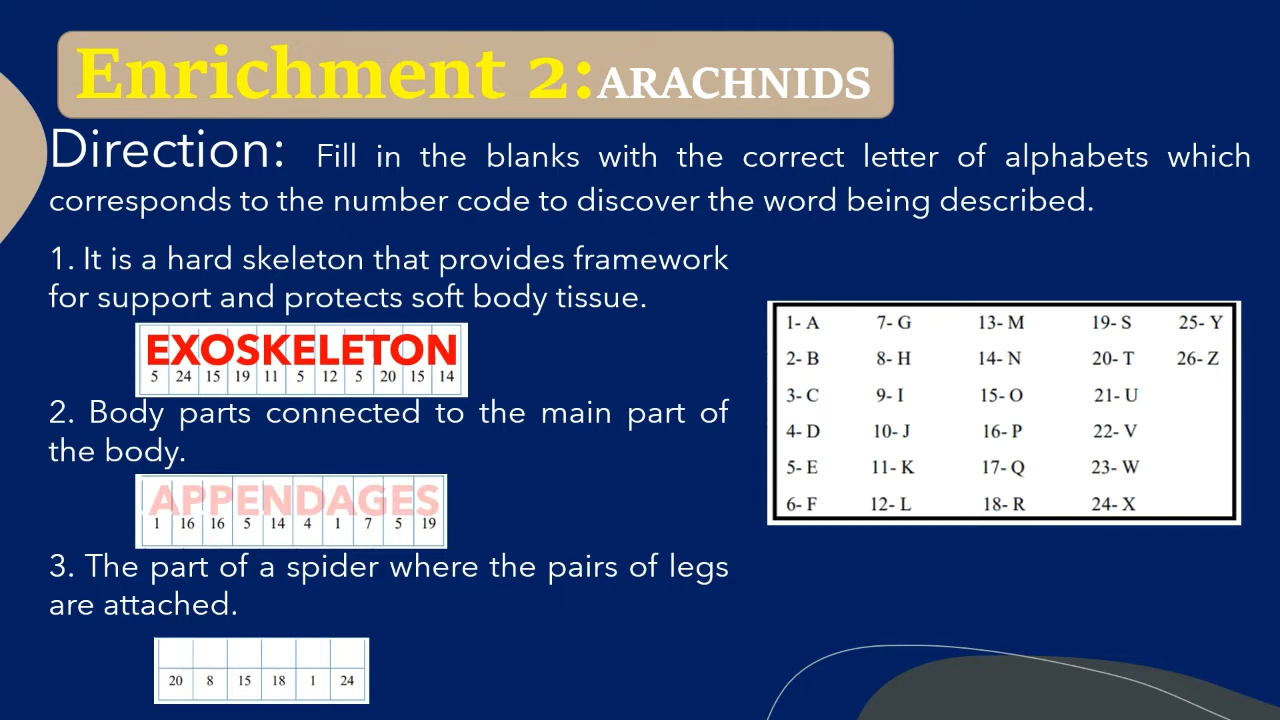 Enrichment 2:ARACHNIDS
Direction: Fill in the blanks with the correct letter of alphabets which
corresponds to the number code to discover the word being described.
1. It is a hard skeleton that provides framework
for support and protects soft body tissue.
EXOSKELETON
5 24 15 19 11 5 12 5 20 15 14
2. Body parts connected to the main part of
the body.
APPENDAGES
1 16 16 5 14 4 1 7 5 19
3. The part of a spider where the pairs of legs
are attached.
20 8 15 18 1 24
1- A 7- G 13- M 19- S 25- Y
2- B 8- H 14- N 20- T 26- Z
3- C 9- I 15- O 21- U
4- D 10- J 16- P 22- V
5- E 11- K 17- Q 23- W
6- F 12- L 18- R 24- X